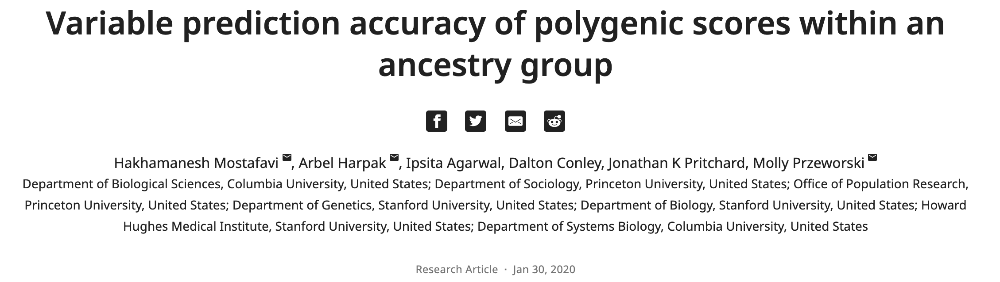 Variable prediction accuracy of polygenic scores within an
ancestry group
Hakhamanesh Mostafavi, Arbel Harpak, Ipsita Agarwal, Dalton Conley, Jonathan K Pritchard, Molly Przeworski
Department of Biological Sciences, Columbia University, United States; Department of Sociology, Princeton University, United States; Office of Population Research,
Princeton University, United States; Department of Genetics, Stanford University, United States; Department of Biology, Stanford University, United States; Howard
Hughes Medical Institute, Stanford University, United States; Department of Systems Biology, Columbia University, United States
Research Article · Jan 30, 2020